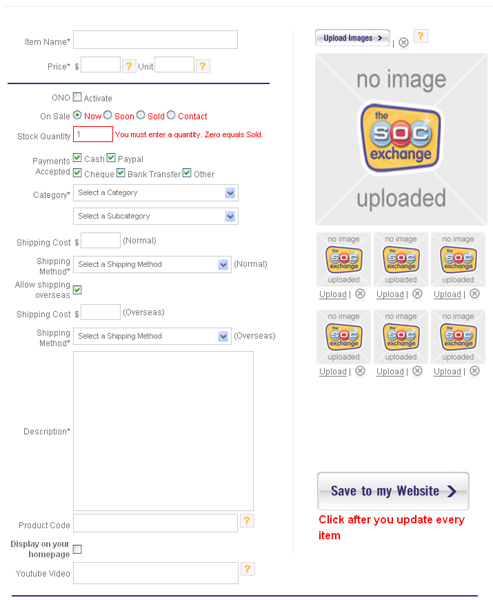 Item Name*
Price* $ ? Unit ?
ONO Activate
On Sale Now Soon Sold Contact
Stock Quantity 1 You must enter a quantity. Zero equals Sold.
Payments Accepted Cash Paypal
Cheque Bank Transfer Other
Category* Select a Category
Select a Subcategory
Shipping Cost $ (Normal)
Shipping Method* Select a Shipping Method (Normal)
Allow shipping overseas
Shipping Cost $ (Overseas)
Shipping Method* Select a Shipping Method (Overseas)
Description*
Product Code ?
Display on your homepage
Youtube Video ?
Upload Images > | ?
no image
the
SOC
exchange
uploaded
no image no image no image
the the the
SOC SOC SOC
exchange exchange exchange
uploaded uploaded uploaded
Upload | Upload | Upload |
no image no image no image
the the the
SOC SOC SOC
exchange exchange exchange
uploaded uploaded uploaded
Upload | Upload | Upload |
Save to my Website >
Click after you update every
item